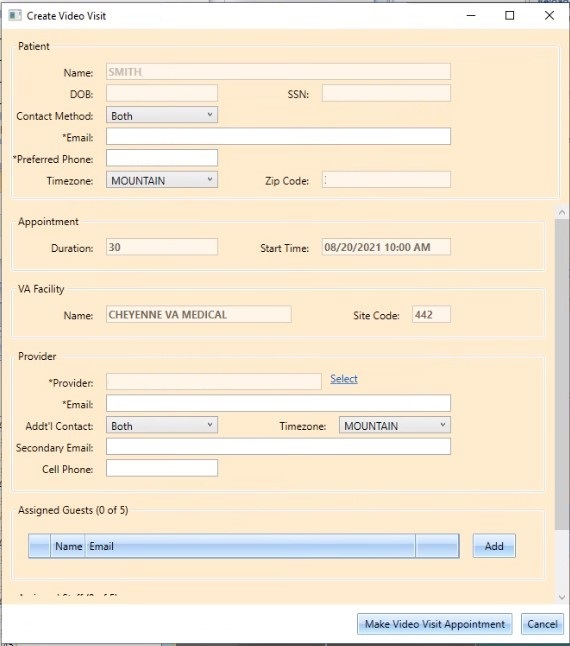 Create Video Visit
Patient
Name: SMITH
DOB: SSN:
Contact Method: Both
*Email:
*Preferred Phone:
Timezone: MOUNTAIN Zip Code:
Appointment
Duration: 30 Start Time: 08/20/2021 10:00 AM
VA Facility
Name: CHEYENNE VA MEDICAL Site Code: 442
Provider
*Provider: Select
*Email:
Addt'l Contact: Both Timezone: MOUNTAIN
Secondary Email:
Cell Phone:
Assigned Guests (0 of 5)
Name Email Add
Make Video Visit Appointment Cancel